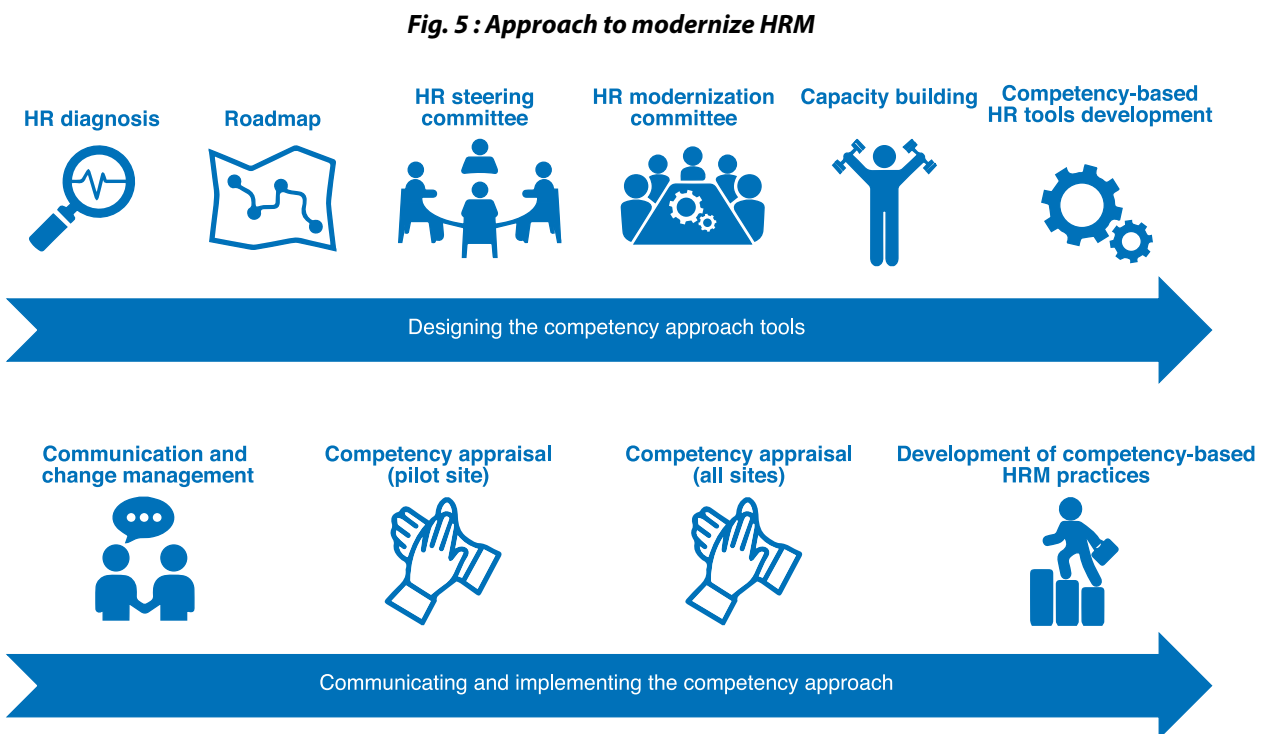 Fig. 5 : Approach to modernize HRM
HR diagnosis
Roadmap
HR steering
committee
HR modernization
committee
Capacity building
Competency-based
HR tools development
Designing the competency approach tools
Communication and
change management
Competency appraisal
(pilot site)
Competency appraisal
(all sites)
Development of competency-based
HRM practices
Communicating and implementing the competency approach